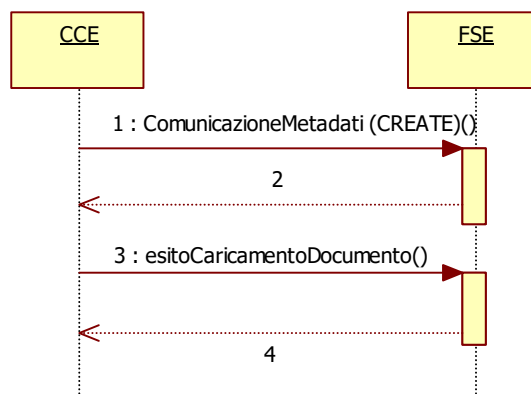 CCE
FSE
1 : ComunicazioneMetadati (CREATE)()
2
3 : esitoCaricamentoDocumento()
4